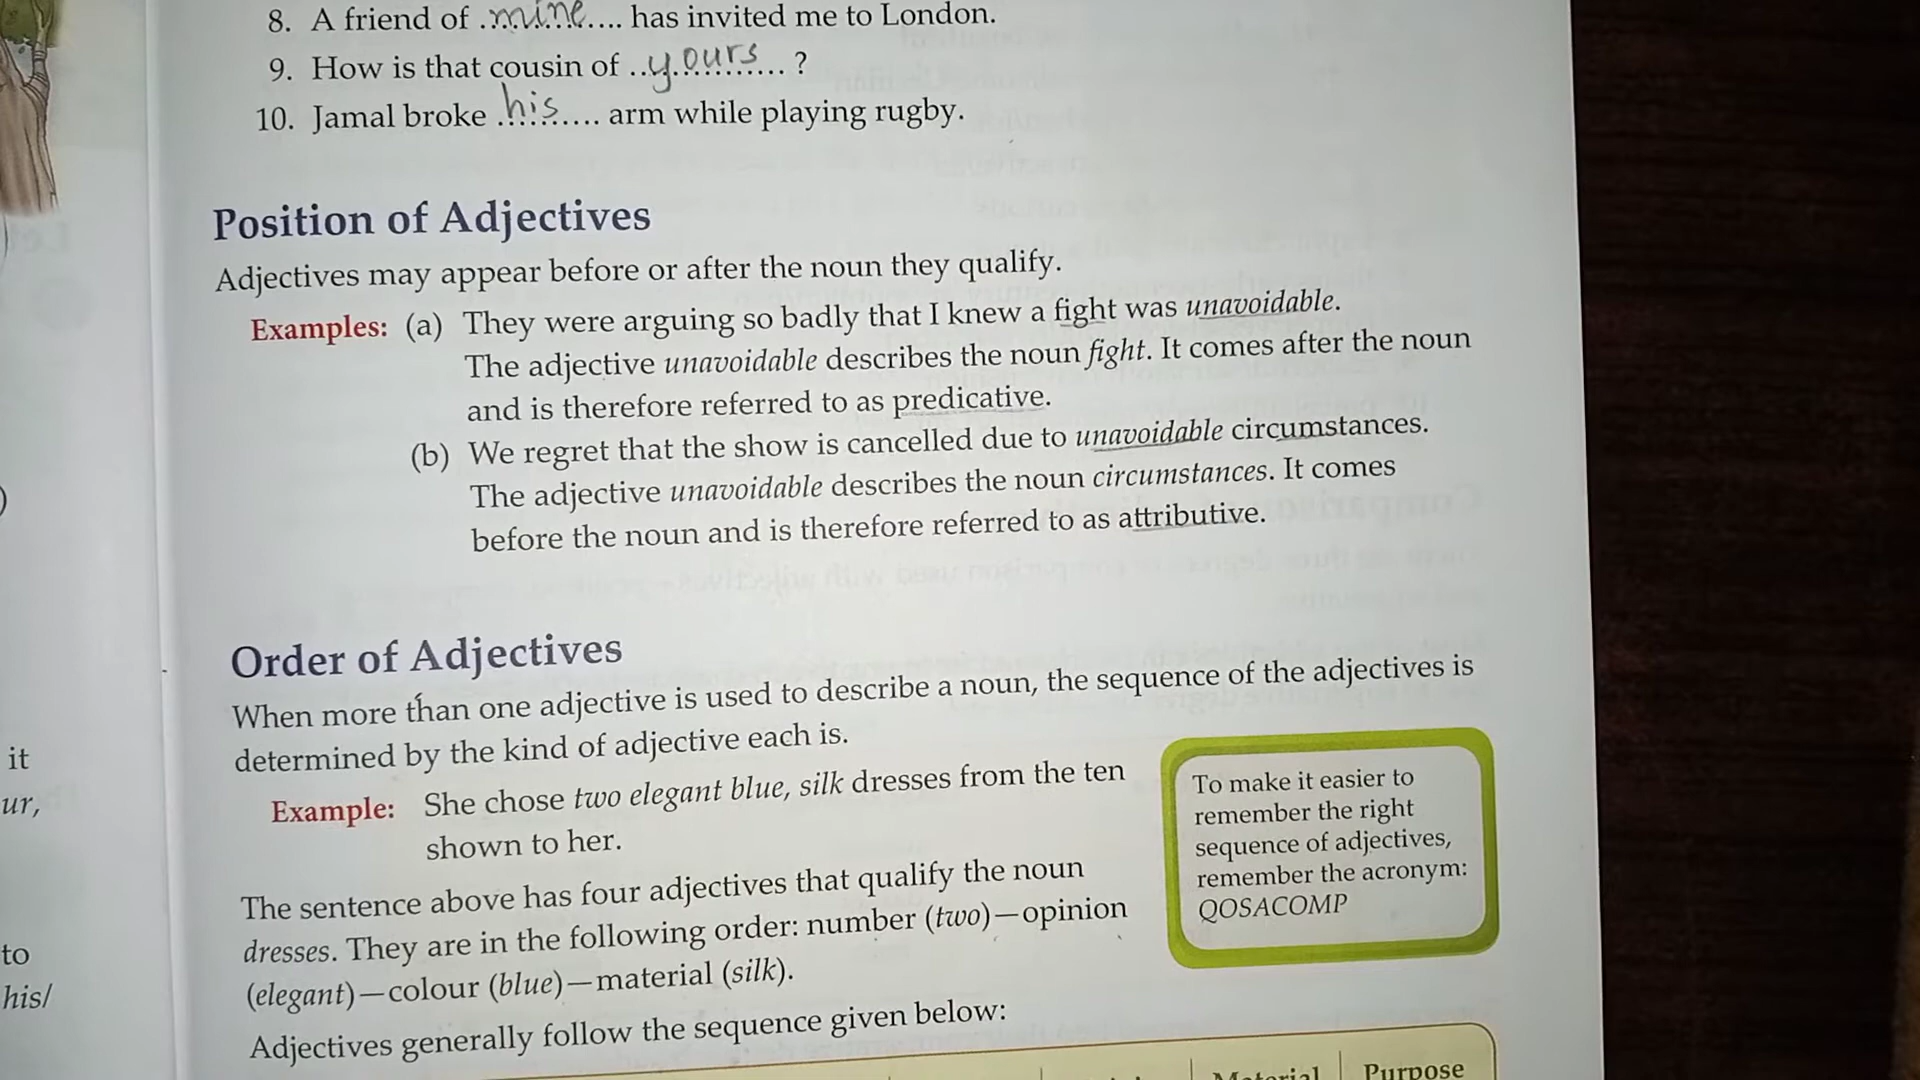 8. A friend of .mine.... has invited me to London.
9. How is that cousin of ..yours.......... ?
10. Jamal broke .his....... arm while playing rugby.
Position of Adjectives
Adjectives may appear before or after the noun they qualify.
Examples: (a) They were arguing so badly that I knew a fight was unavoidable.
The adjective unavoidable describes the noun fight. It comes after the noun
and is therefore referred to as predicative.
(b) We regret that the show is cancelled due to unavoidable circumstances.
The adjective unavoidable describes the noun circumstances. It comes
before the noun and is therefore referred to as attributive.
Order of Adjectives
When more than one adjective is used to describe a noun, the sequence of the adjectives is
determined by the kind of adjective each is.
Example: She chose two elegant blue, silk dresses from the ten
shown to her.
The sentence above has four adjectives that qualify the noun
dresses. They are in the following order: number (two)—opinion
(elegant)—colour (blue)—material (silk).
Adjectives generally follow the sequence given below:
To make it easier to
remember the right
sequence of adjectives,
remember the acronym:
QOSACOMP
Material Purpose
it
ur,
to
his/